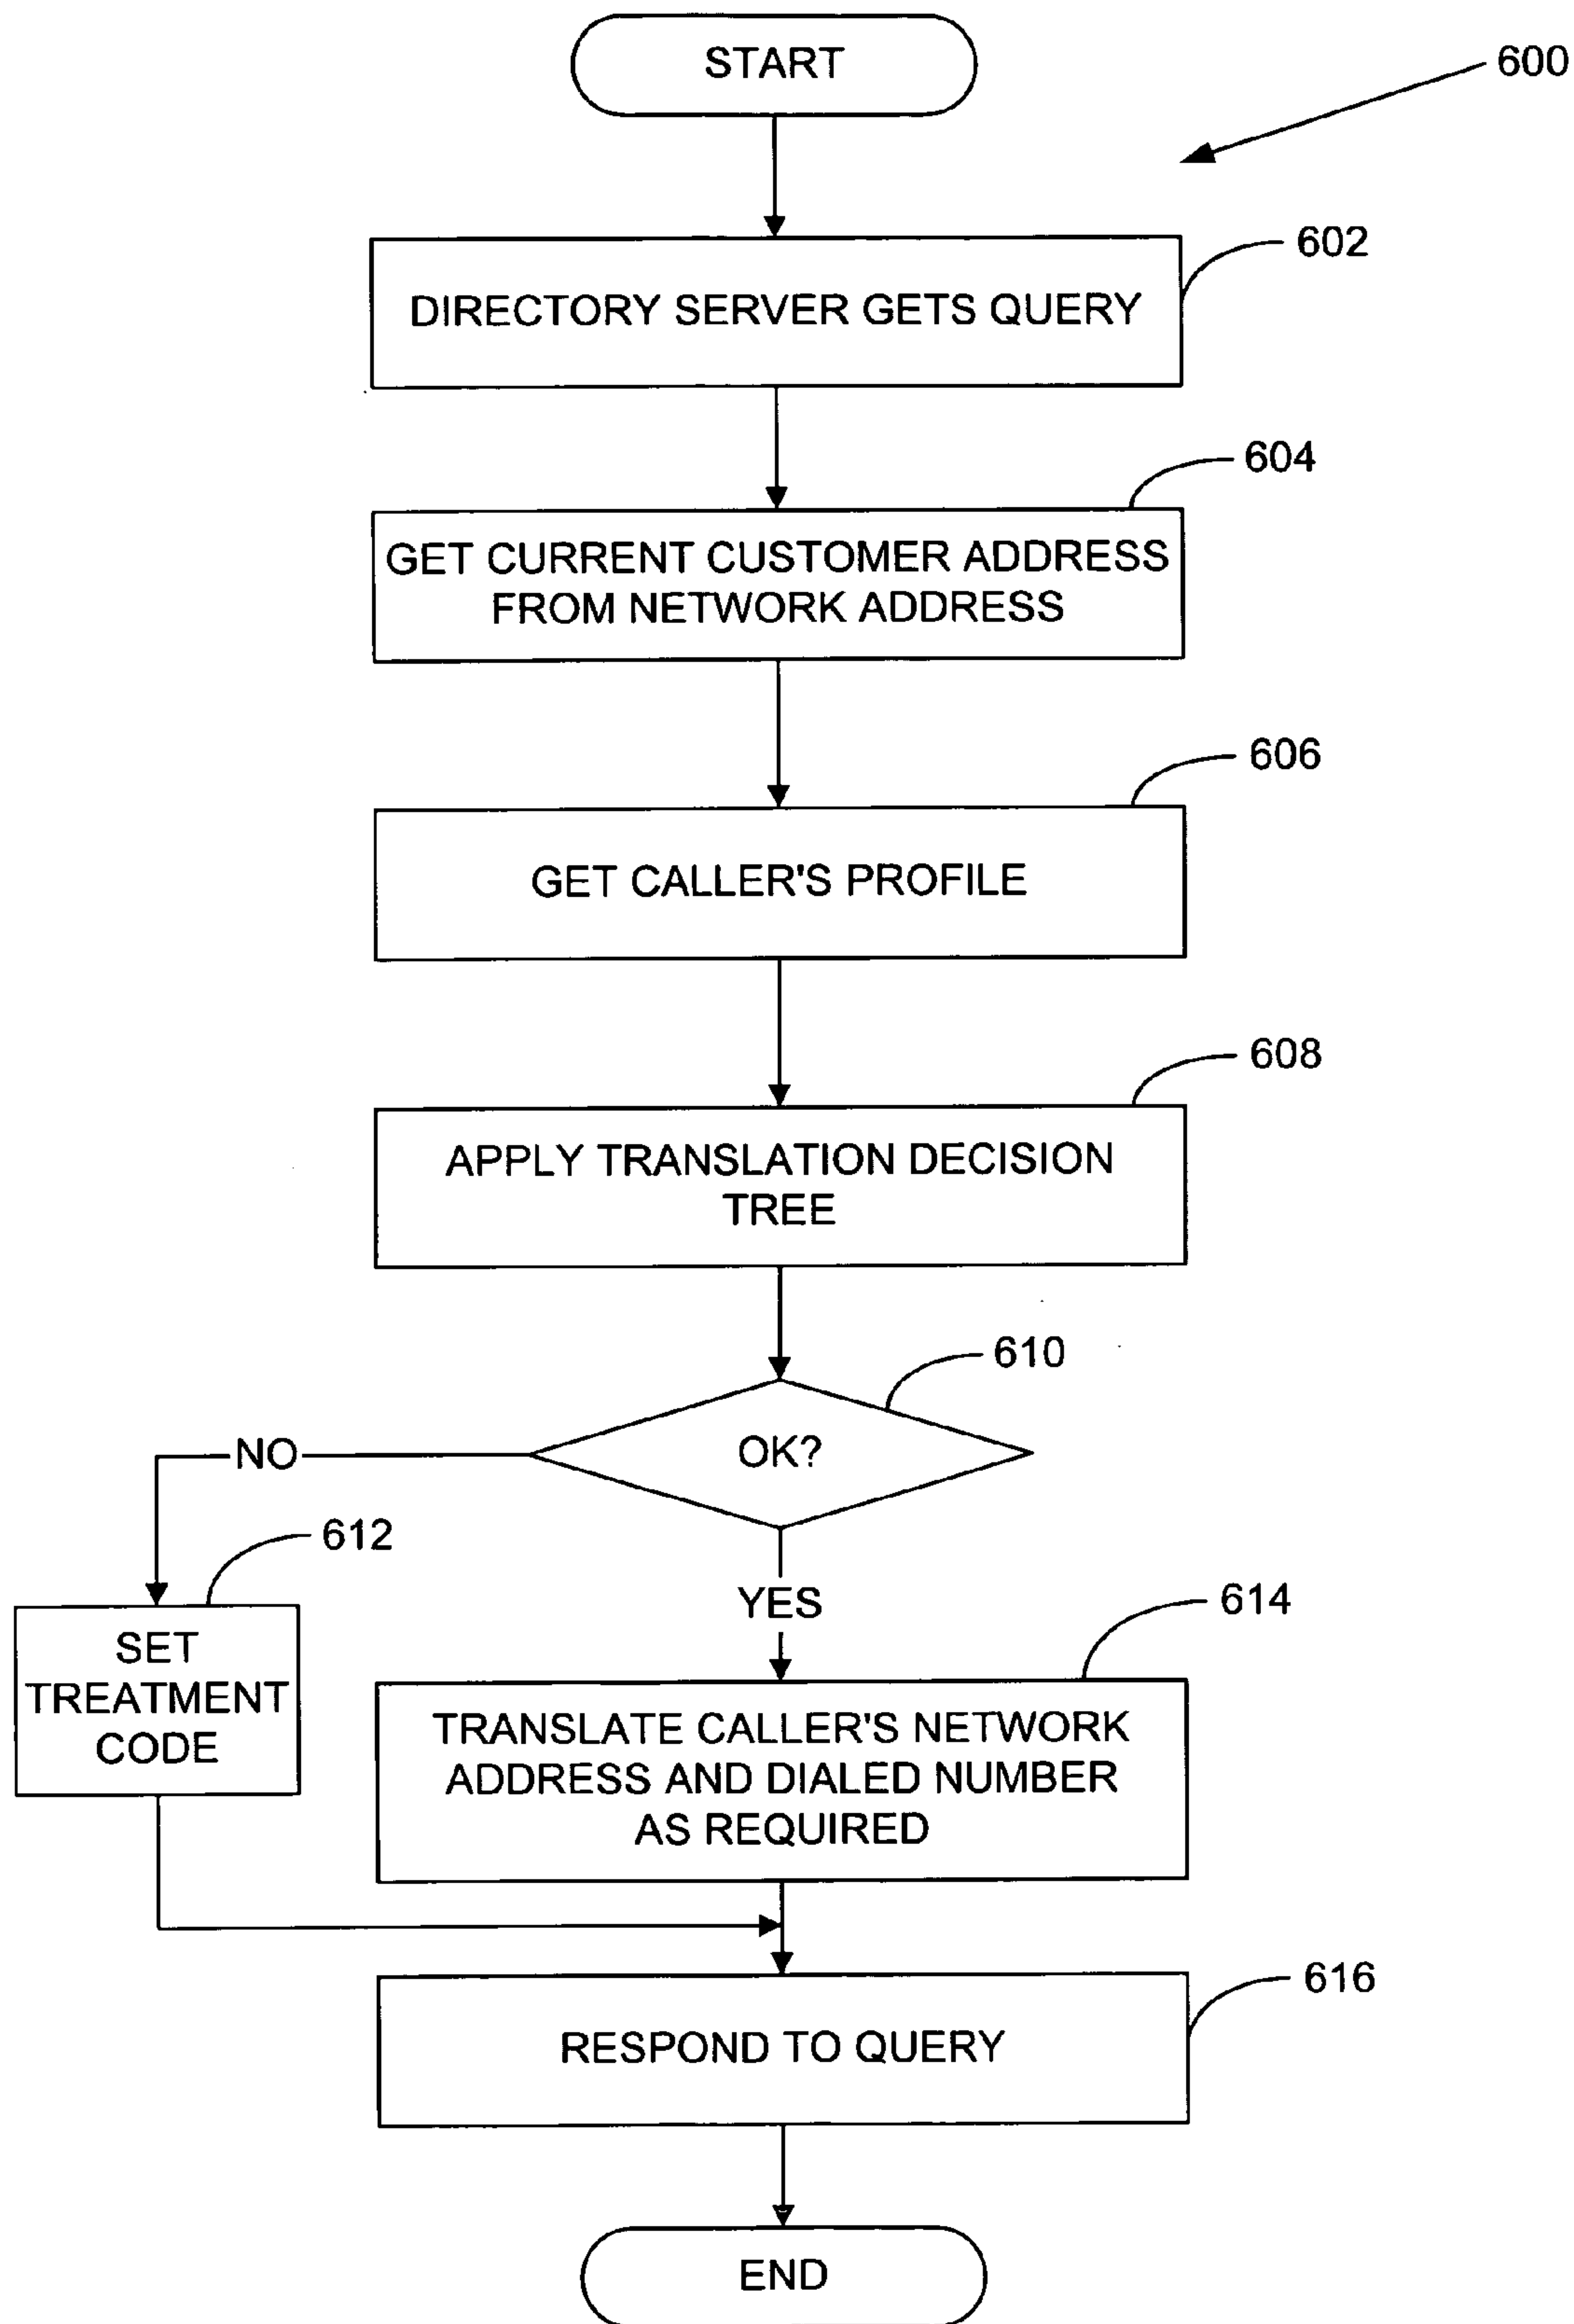 START
600
602
DIRECTORY SERVER GETS QUERY
604
GET CURRENT CUSTOMER ADDRESS
FROM NETWORK ADDRESS
606
GET CALLER'S PROFILE
608
APPLY TRANSLATION DECISION
TREE
610
OK?
NO
612
YES
614
SET
TREATMENT
CODE
TRANSLATE CALLER'S NETWORK
ADDRESS AND DIALED NUMBER
AS REQUIRED
616
RESPOND TO QUERY
END